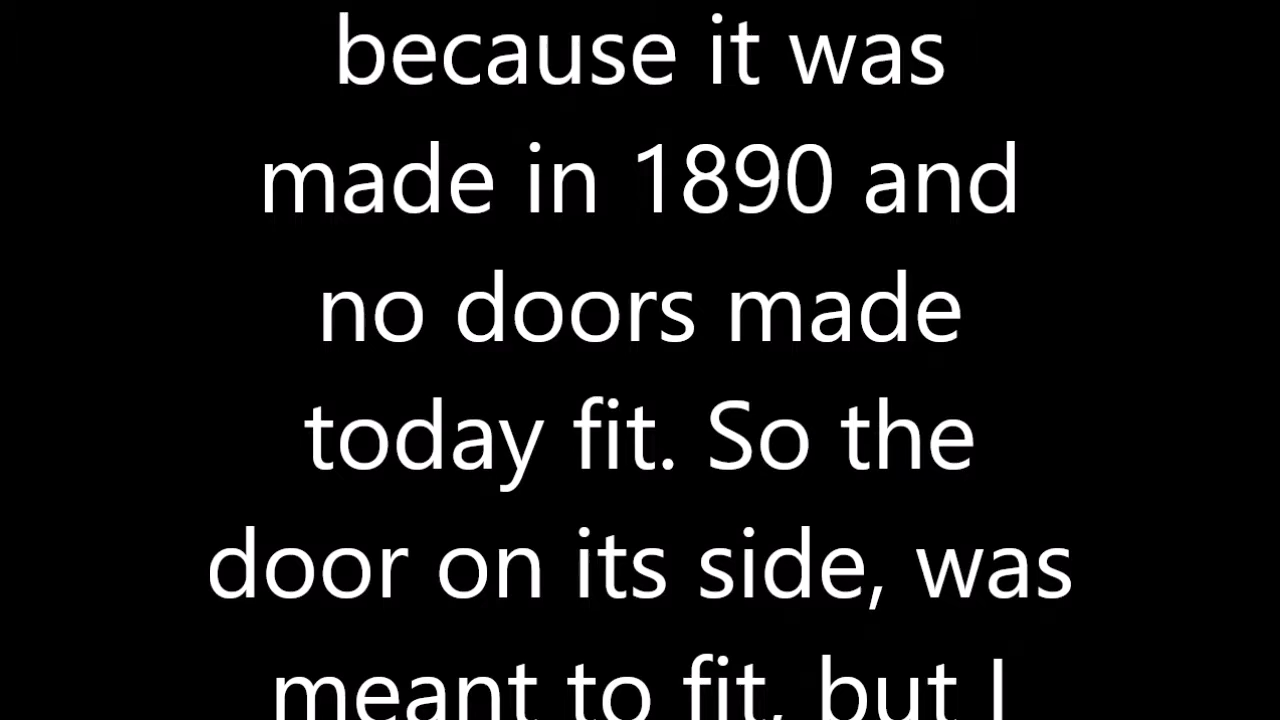 because it was
made in 1890 and
no doors made
today fit. So the
door on its side, was
meant to fit, but I